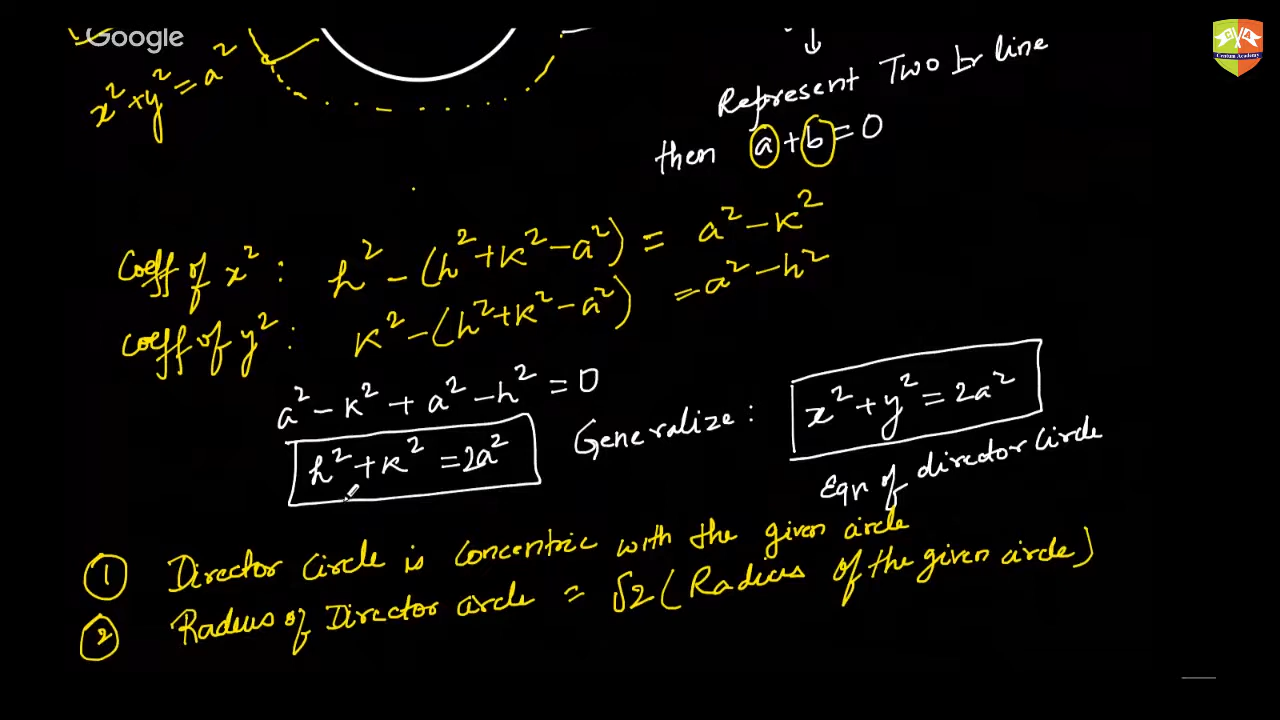 Google
x² + y² = a²
Represent Two ⊥r line
then a + b = 0
Coeff of x² : h² - (h² + k² - a²) = a² - k²
Coeff of y² : k² - (h² + k² - a²) = a² - h²
a² - k² + a² - h² = 0
h² + k² = 2a²
Generalize : x² + y² = 2a²
Eqn of director circle
① Director Circle is concentric with the given circle
② Radius of Director circle = √2 (Radius of the given circle)